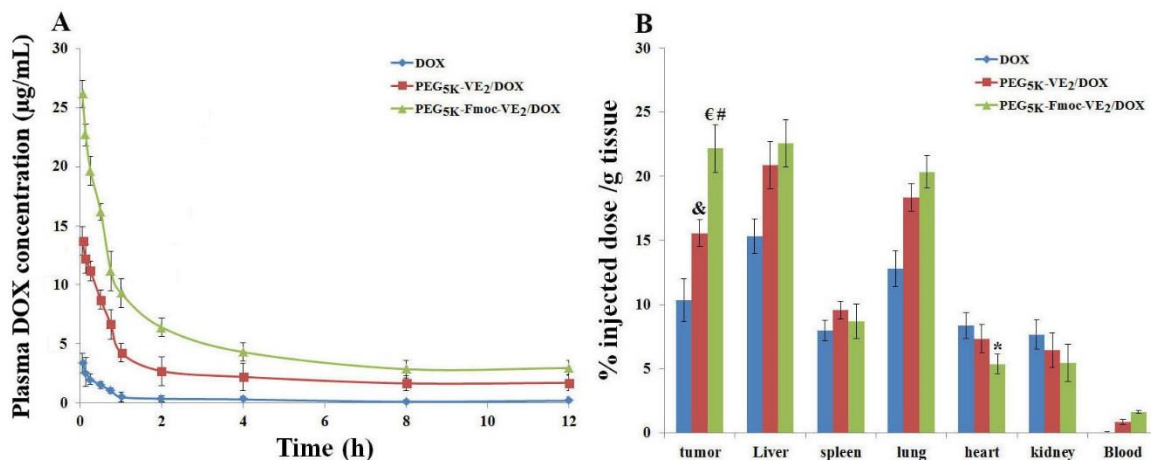 A
Plasma DOX concentration (µg/mL)
30
25
20
15
10
5
0
DOX
PEG5K-VE2/DOX
PEG5K-Fmoc-VE2/DOX
0
2
4
6
8
10
12
Time (h)
B
% injected dose /g tissue
30
25
20
15
10
5
0
DOX
PEG5K-VE2/DOX
PEG5K-Fmoc-VE2/DOX
€ #
&
*
tumor
Liver
spleen
lung
heart
kidney
Blood